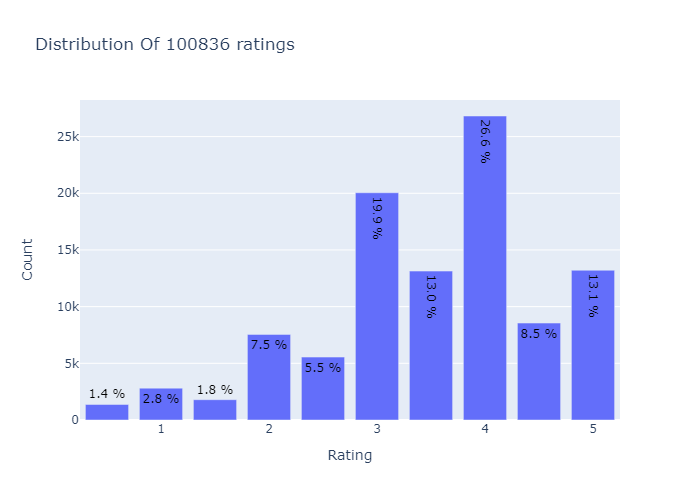 Distribution Of 100836 ratings
Count
25k
20k
15k
10k
5k
0
1.4 %
2.8 %
1.8 %
7.5 %
5.5 %
19.9 %
13.0 %
26.6 %
8.5 %
13.1 %
1 2 3 4 5
Rating